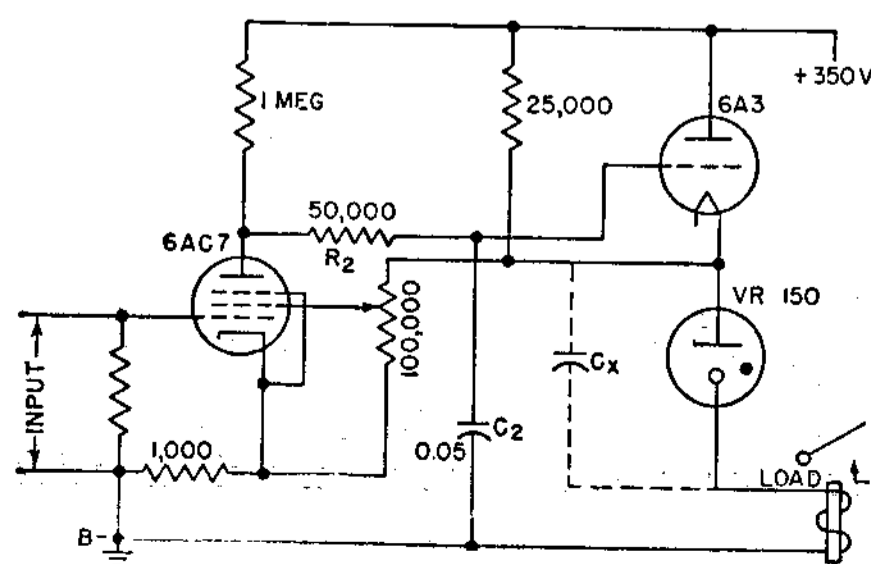 +350V
1 MEG
25,000
6A3
50,000
R2
6AC7
100,000
VR 150
CX
INPUT
1,000
C2
0.05
LOAD
B-